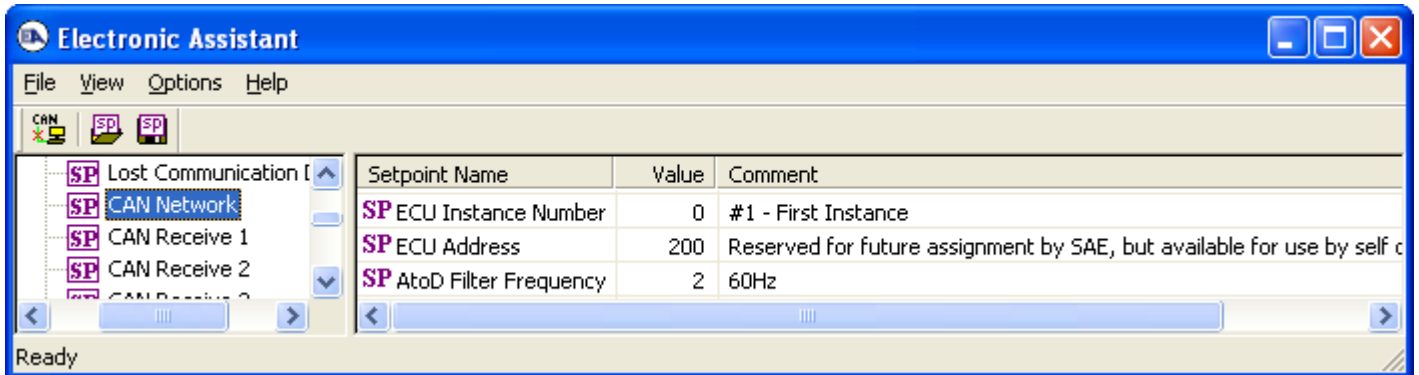 Electronic Assistant
File View Options Help
CAN
SP SP
SP Lost Communication
SP CAN Network
SP CAN Receive 1
SP CAN Receive 2
Setpoint Name Value Comment
SP ECU Instance Number 0 #1 - First Instance
SP ECU Address 200 Reserved for future assignment by SAE, but available for use by self
SP AtoD Filter Frequency 2 60Hz
Ready